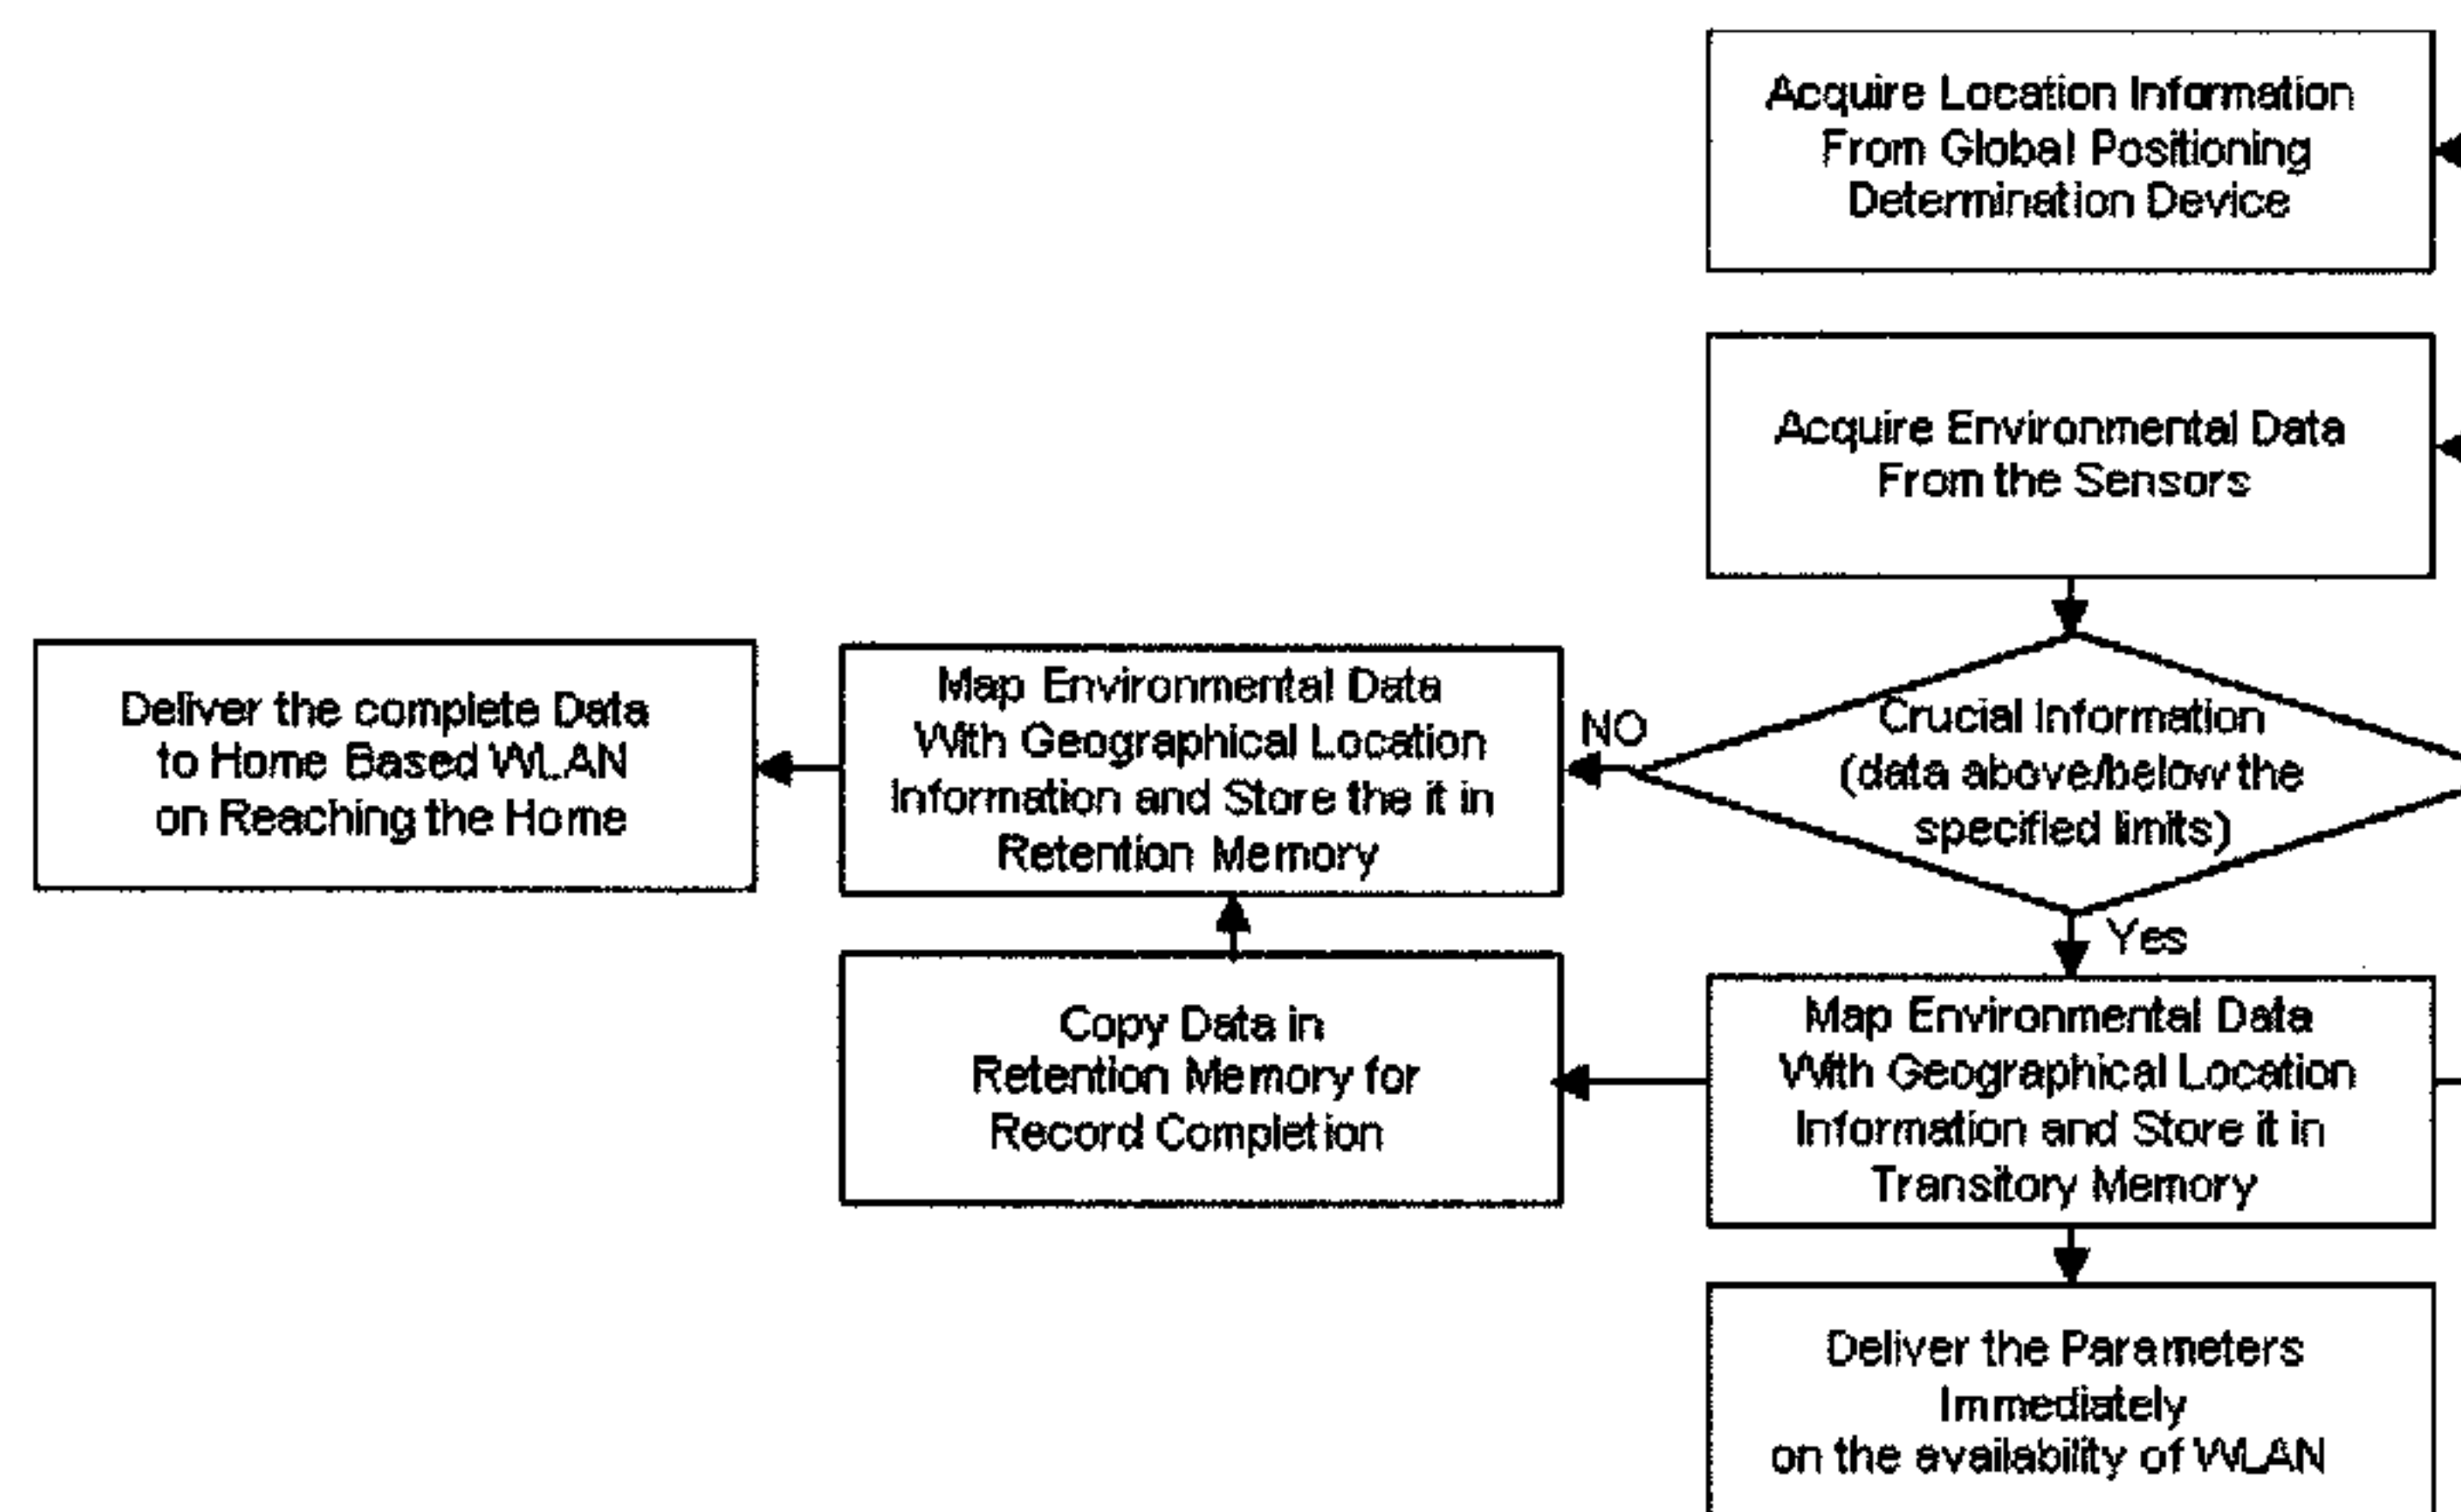 Acquire Location Information
From Global Positioning
Determination Device
Acquire Environmental Data
From the Sensors
Crucial Information
(data above/below the
specified limits)
NO
Yes
Map Environmental Data
With Geographical Location
Information and Store the it in
Retention Memory
Deliver the complete Data
to Home Based WLAN
on Reaching the Home
Copy Data in
Retention Memory for
Record Completion
Map Environmental Data
With Geographical Location
Information and Store it in
Transitory Memory
Deliver the Parameters
Immediately
on the availability of WLAN